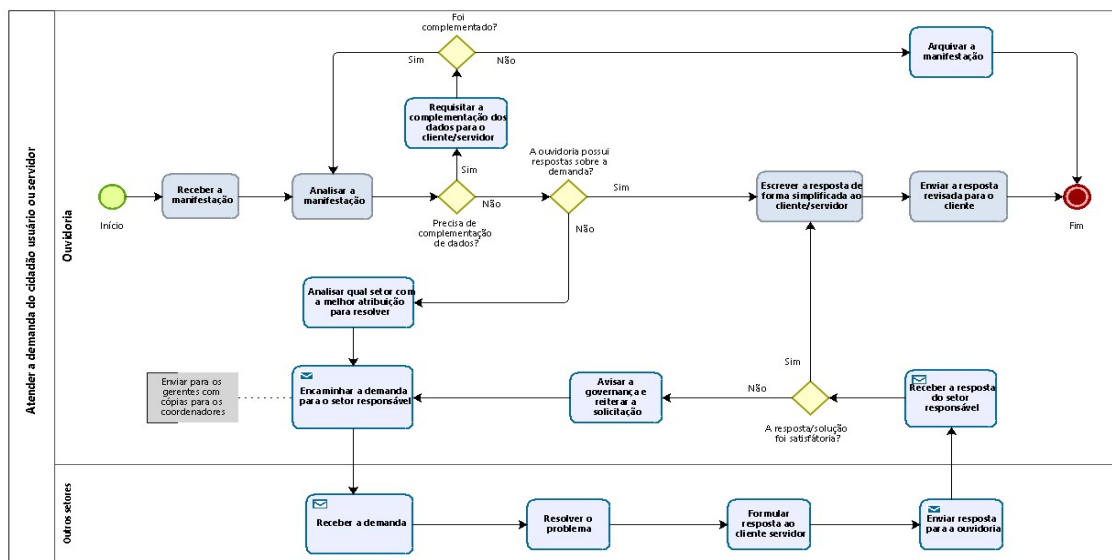 Atender a demanda do cidadão usuário ou servidor
Ouvidoria
Foi
complementado?
Sim
Não
Arquivar a
manifestação
Requisitar a
complementação dos
dados para o
cliente/servidor
A ouvidoria possui
respostas sobre a
demanda?
Sim
Início
Receber a
manifestação
Analisar a
manifestação
Não
Precisa de
complementação
de dados?
Sim
Não
Escrever a resposta de
forma simplificada ao
cliente/servidor
Enviar a resposta
revisada para o
cliente
Fim
Analisar qual setor com
a melhor atribuição
para resolver
Enviar para os
gerentes com
cópias para os
coordenadores
Encaminhar a demanda
para o setor responsável
Avisar a
governança e
reiterar a
solicitação
Não
Sim
A resposta/solução
foi satisfátoria?
Receber a resposta
do setor
responsável
Outros setores
Receber a demanda
Resolver o
problema
Formular
resposta ao
cliente servidor
Enviar resposta
para a ouvidoria